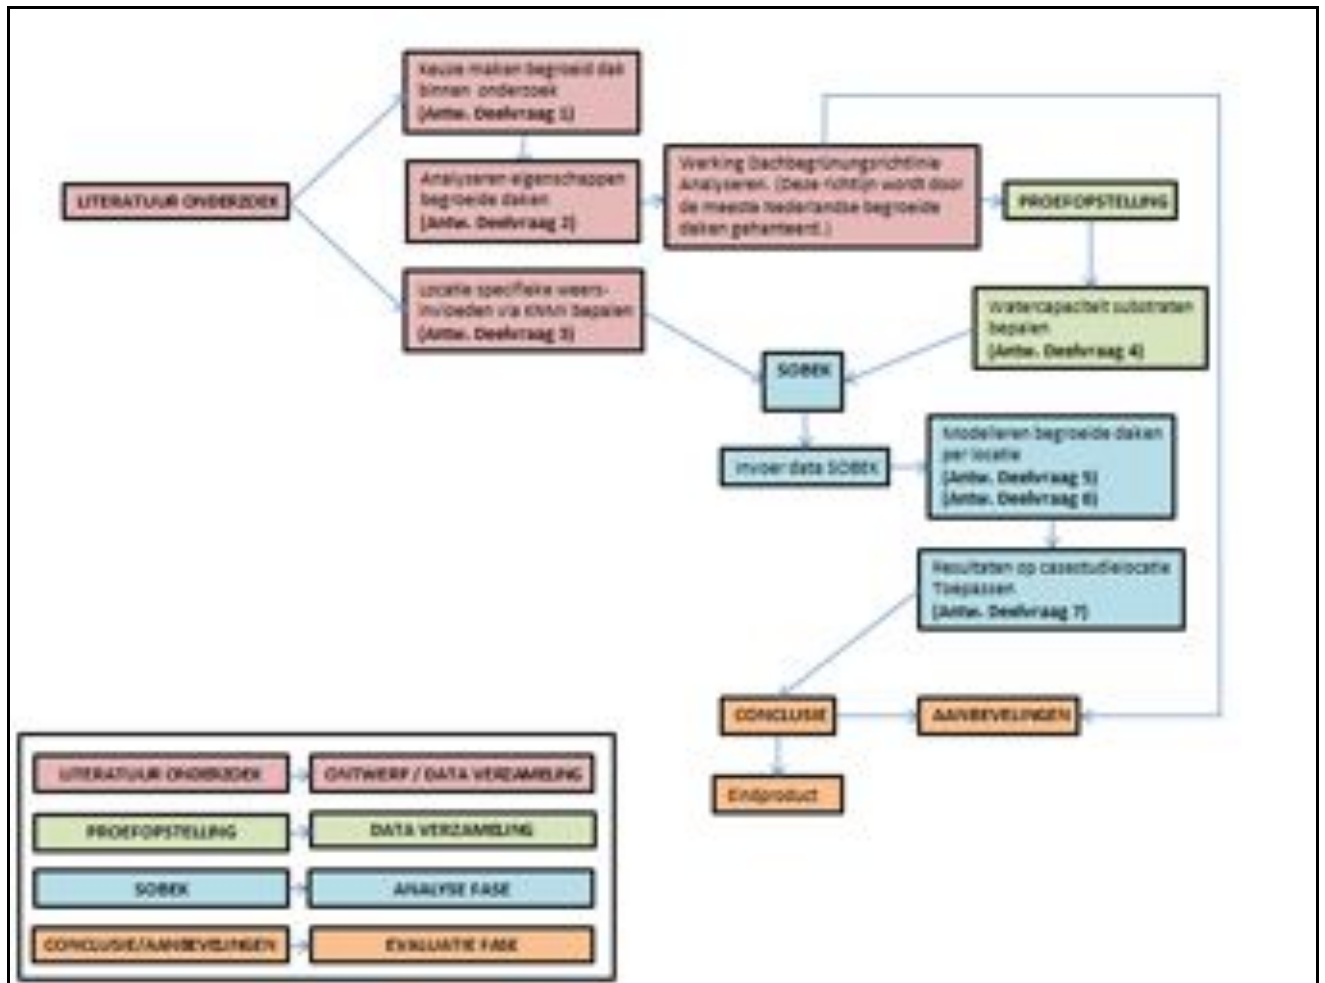 Keuze maken begroeid dak
binnen onderzoek
(Antw. Deelvraag 1)
LITERATUUR ONDERZOEK
Analyseren eigenschappen
begroeide daken
(Antw. Deelvraag 2)
Werking Dachbegrünungsrichtlinie
Analyseren. (Deze richtlijn wordt door
de meeste Nederlandse begroeide
daken gehanteerd.)
PROEFOPSTELLING
Locatie specifieke weers-
invloeden via KNMI bepalen
(Antw. Deelvraag 3)
Watercapaciteit substraten
bepalen
(Antw. Deelvraag 4)
SOBEK
Invoer data SOBEK
Modelleren begroeide daken
per locatie
(Antw. Deelvraag 5)
(Antw. Deelvraag 6)
Resultaten op casestudielocatie
Toepassen
(Antw. Deelvraag 7)
CONCLUSIE
AANBEVELINGEN
Eindproduct
LITERATUUR ONDERZOEK
ONTWERP / DATA VERZAMELING
PROEFOPSTELLING
DATA VERZAMELING
SOBEK
ANALYSE FASE
CONCLUSIE/AANBEVELINGEN
EVALUATIE FASE